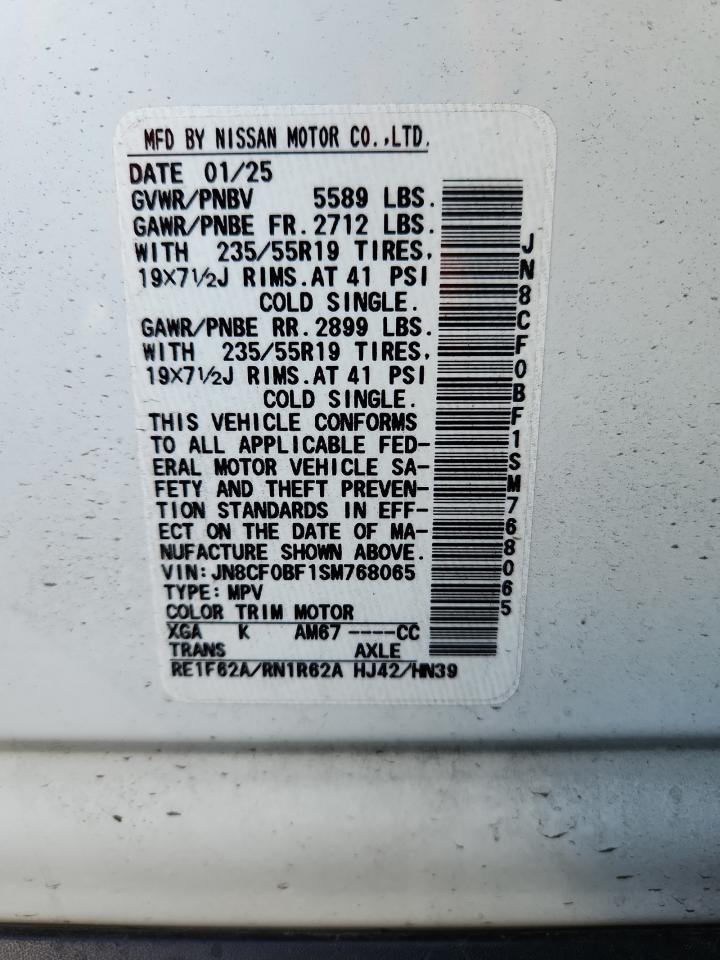 MFD BY NISSAN MOTOR CO.,LTD.
DATE 01/25
GVWR/PNBV 5589 LBS.
GAWR/PNBE FR.2712 LBS.
WITH 235/55R19 TIRES,
19×7½J RIMS.AT 41 PSI
COLD SINGLE.
GAWR/PNBE RR.2899 LBS.
WITH 235/55R19 TIRES,
19×7½J RIMS.AT 41 PSI
COLD SINGLE.
THIS VEHICLE CONFORMS
TO ALL APPLICABLE FED-
ERAL MOTOR VEHICLE SA-
FETY AND THEFT PREVEN-
TION STANDARDS IN EFF-
ECT ON THE DATE OF MA-
NUFACTURE SHOWN ABOVE.
VIN:JN8CF0BF1SM768065
TYPE:MPV
COLOR TRIM MOTOR
XGA K AM67 ----CC
TRANS AXLE
RE1F62A/RN1R62A HJ42/HN39
JN8CF0BF1SM768065